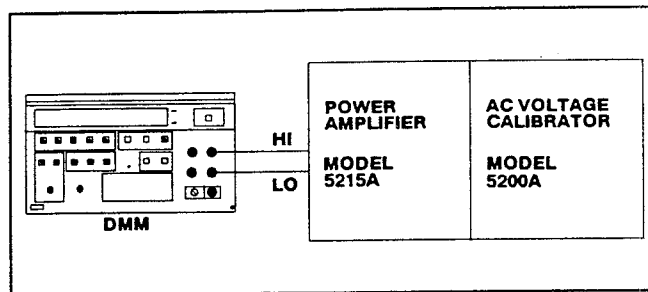 POWER
AMPLIFIER
MODEL
5215A
AC VOLTAGE
CALIBRATOR
MODEL
5200A
HI
LO
DMM